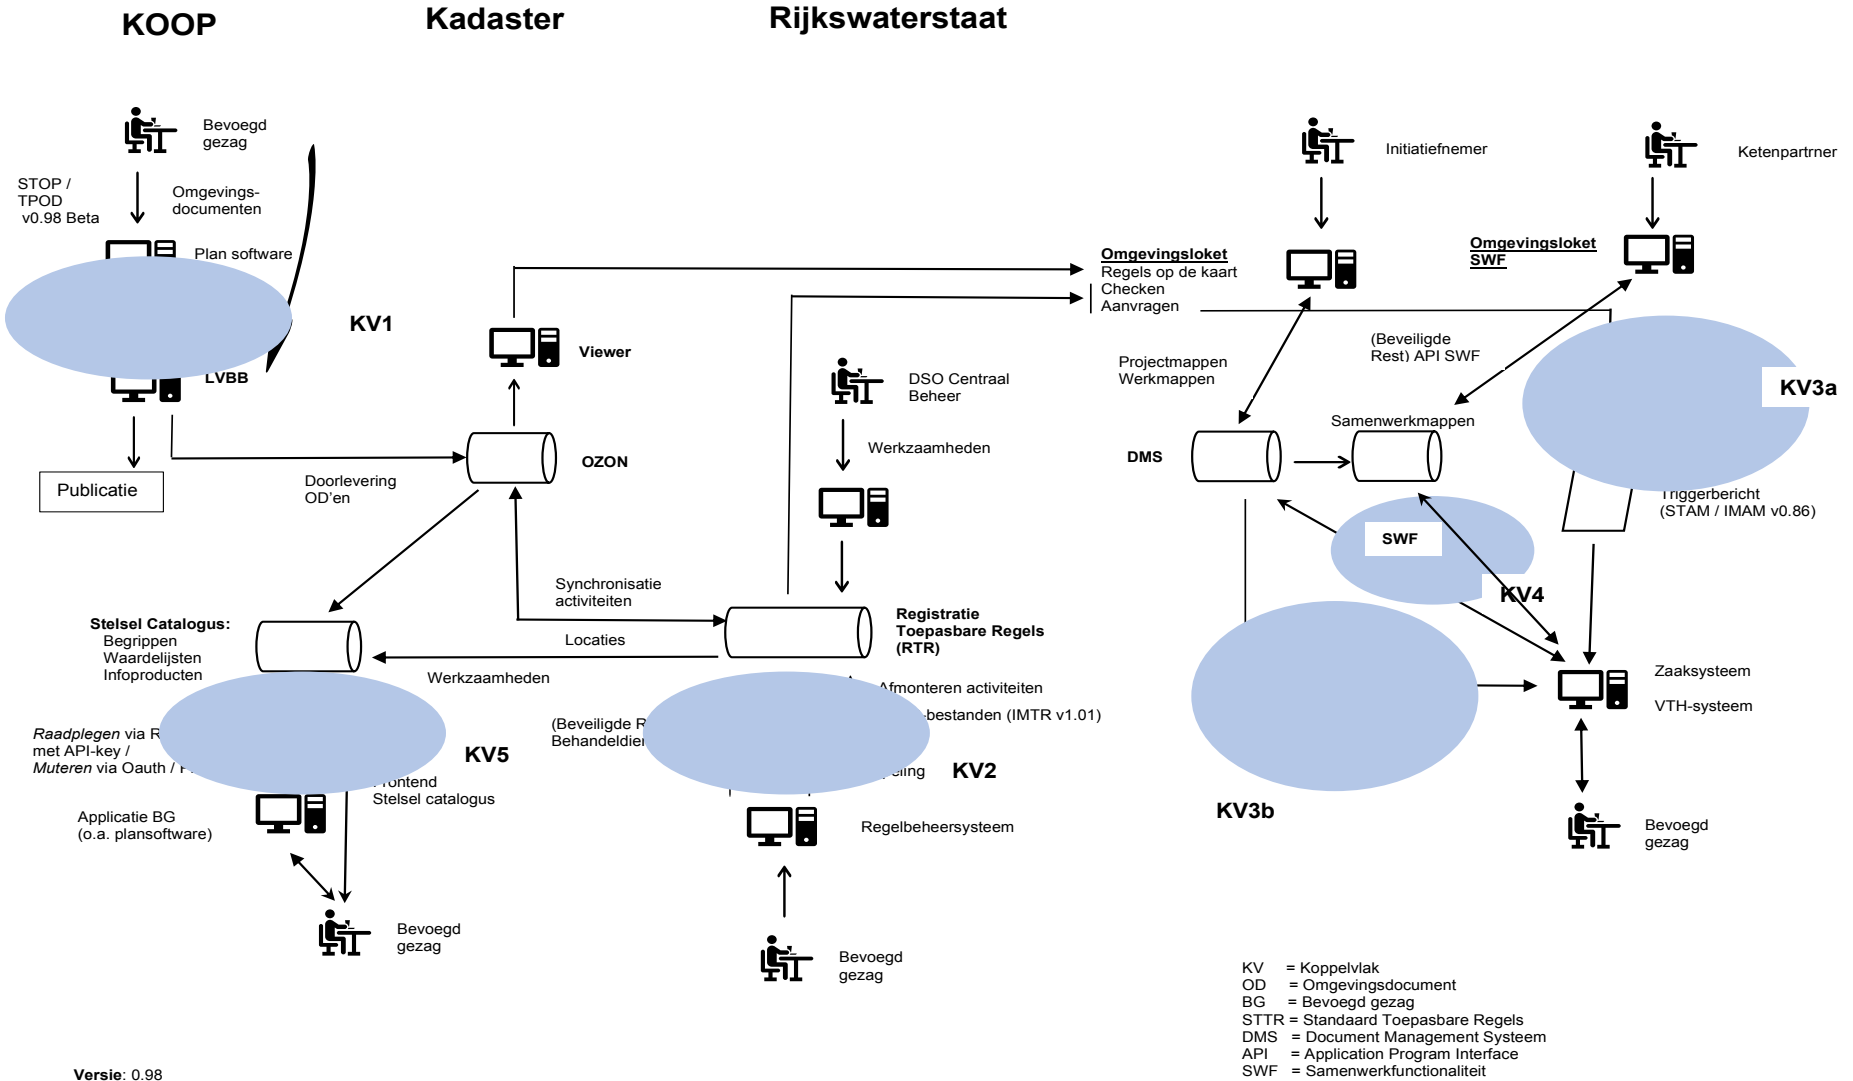 KOOP
Kadaster
Rijkswaterstaat
Bevoegd
gezag
STOP /
TPOD
v0.98 Beta
Omgevings-
documenten
Plan software
KV1
LVBB
Publicatie
Doorlevering
OD'en
Viewer
OZON
DSO Centraal
Beheer
Werkzaamheden
Synchronisatie
activiteiten
Locaties
Werkzaamheden
Registratie
Toepasbare Regels
(RTR)
Stelsel Catalogus:
Begrippen
Waardelijsten
Infoproducten
Raadplegen via
met API-key /
Muteren via Oauth /
KV5
Stelsel catalogus
Applicatie BG
(o.a. plansoftware)
Bevoegd
gezag
(Beveiligde
Afmonteren activiteiten
-bestanden (IMTR v1.01)
KV2
Regelbeheersysteem
Bevoegd
gezag
Initiatiefnemer
Ketenpartrner
Omgevingsloket
Regels op de kaart
Checken
Aanvragen
Omgevingsloket
SWF
(Beveiligde
Rest) API SWF
Projectmappen
Werkmappen
KV3a
Samenwerkmappen
DMS
Triggerbericht
(STAM / IMAM v0.86)
SWF
KV4
Zaaksysteem
VTH-systeem
KV3b
Bevoegd
gezag
KV = Koppelvlak
OD = Omgevingsdocument
BG = Bevoegd gezag
STTR = Standaard Toepasbare Regels
DMS = Document Management Systeem
API = Application Program Interface
SWF = Samenwerkfunctionaliteit
Versie: 0.98